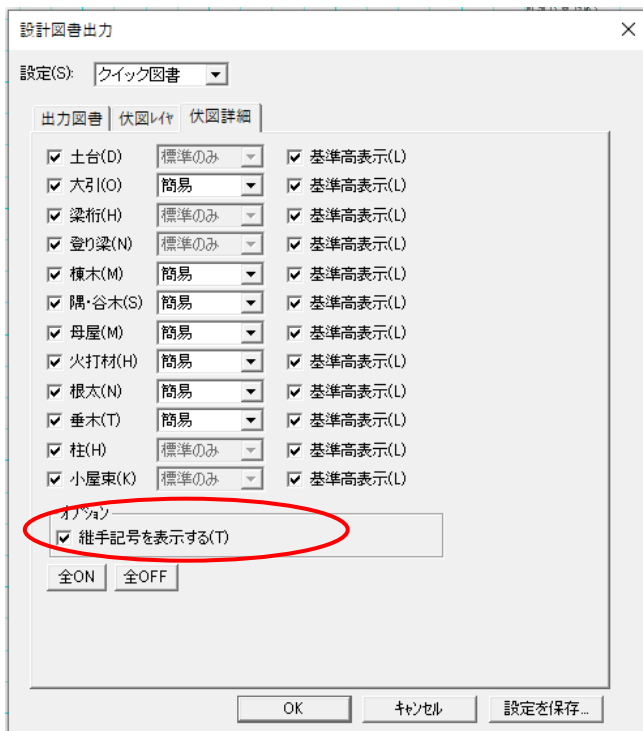 設計図書出力
設定(S): クイック図書
出力図書 伏図レイヤ 伏図詳細
土台(D) 標準のみ 基準高表示(L)
大引(O) 簡易 基準高表示(L)
梁桁(H) 標準のみ 基準高表示(L)
登り梁(N) 標準のみ 基準高表示(L)
棟木(M) 簡易 基準高表示(L)
隅・谷木(S) 簡易 基準高表示(L)
母屋(M) 簡易 基準高表示(L)
火打材(H) 簡易 基準高表示(L)
根太(N) 簡易 基準高表示(L)
垂木(T) 簡易 基準高表示(L)
柱(H) 標準のみ 基準高表示(L)
小屋束(K) 標準のみ 基準高表示(L)
オプション
継手記号を表示する(T)
全ON 全OFF
OK キャンセル 設定を保存...